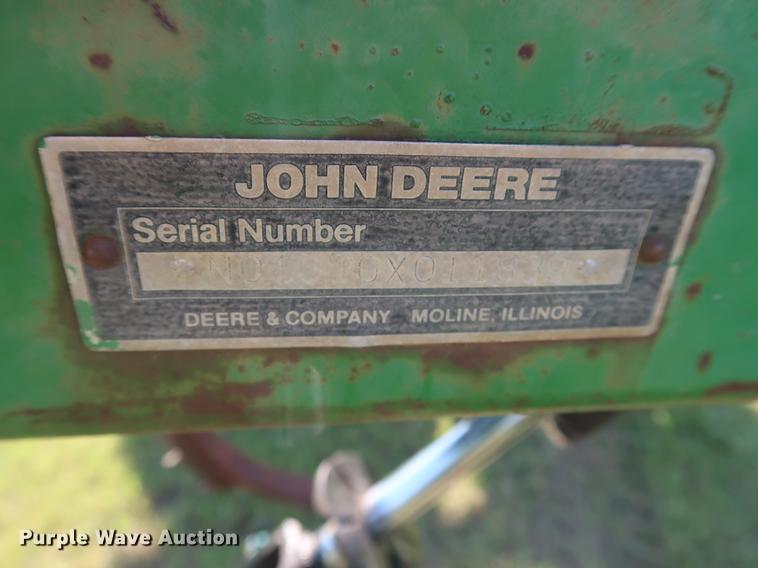 JOHN DEERE
Serial Number
DEERE & COMPANY MOLINE, ILLINOIS
Purple Wave Auction